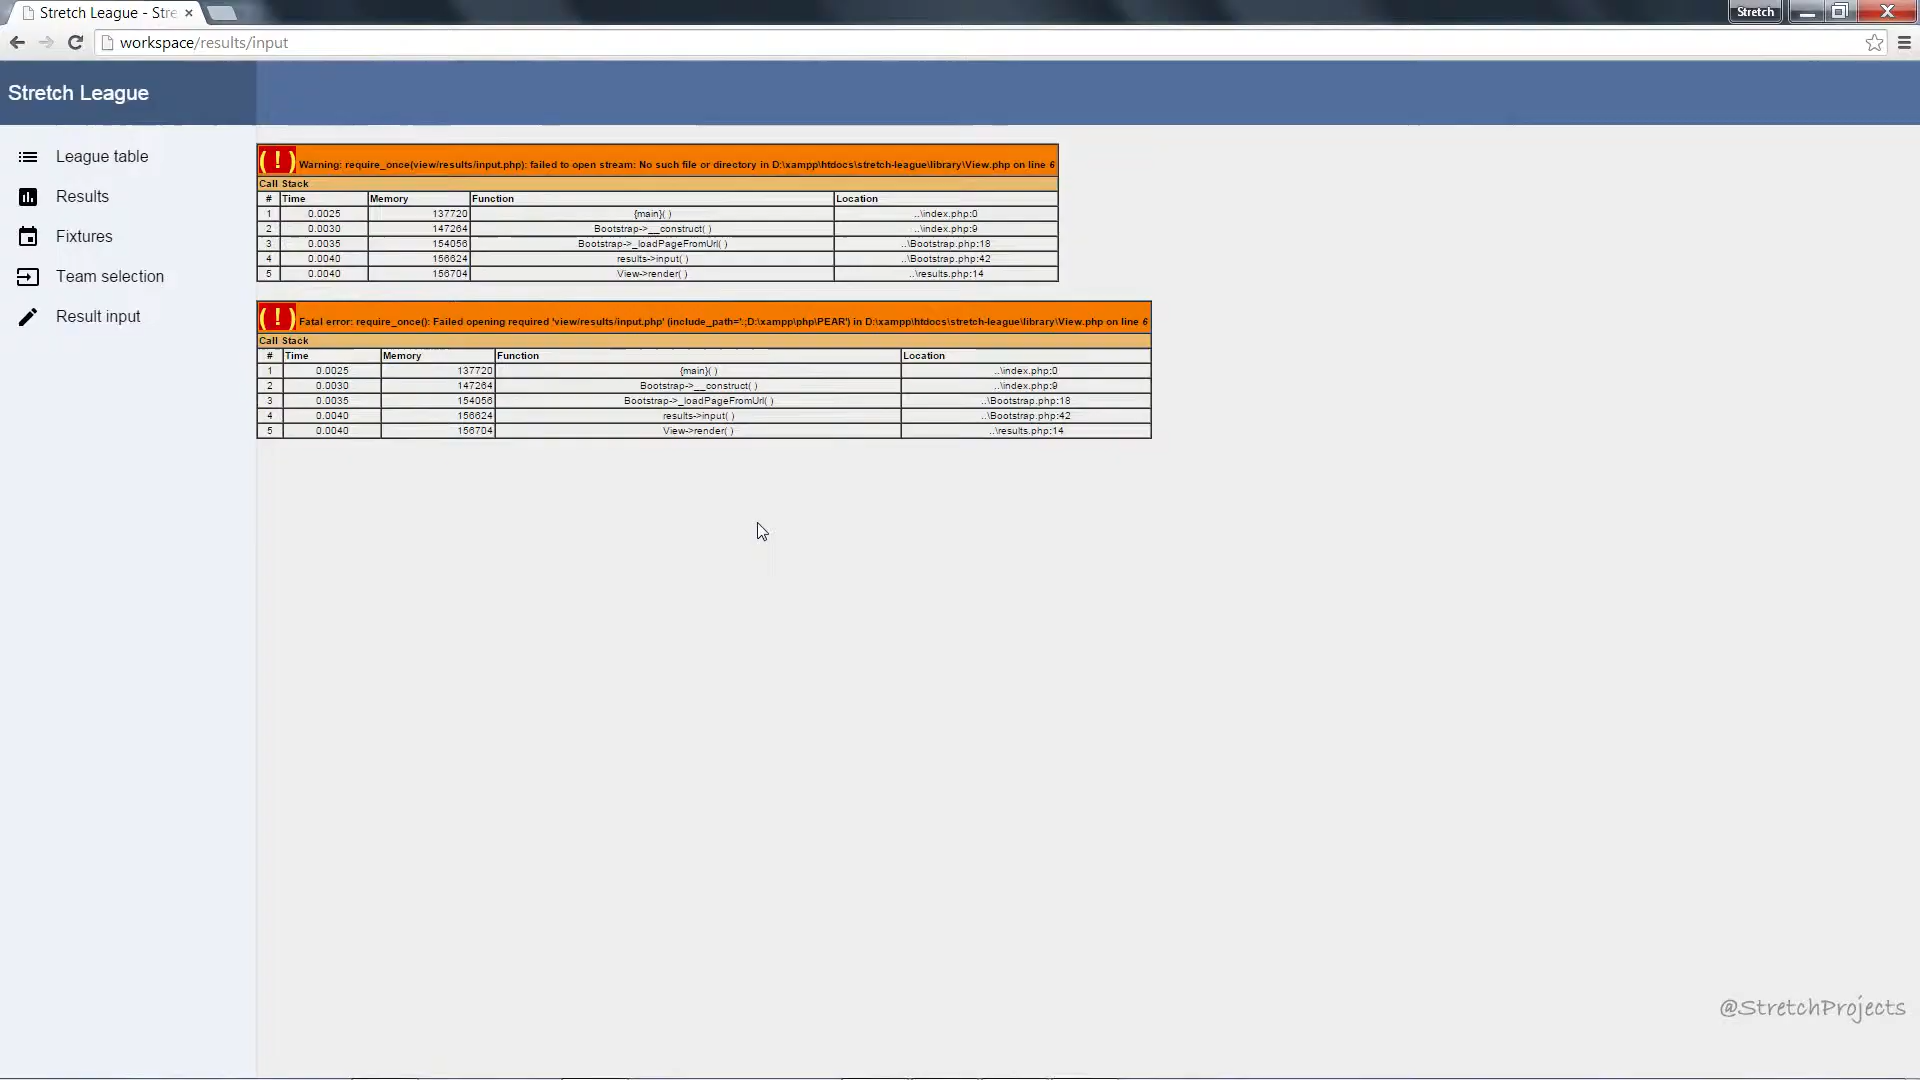 Stretch League - Stre
Stretch
workspace/results/input
Stretch League
League table
Results
Fixtures
Team selection
Result input
( ! ) Warning: require_once(view/results/input.php): failed to open stream: No such file or directory in D:\xampp\htdocs\stretch-league\library\View.php on line 6
Call Stack
# Time Memory Function Location
1 0.0025 137720 {main}( ) ..\index.php:0
2 0.0030 147264 Bootstrap->__construct( ) ..\index.php:9
3 0.0035 154056 Bootstrap->_loadPageFromUrl( ) ..\Bootstrap.php:18
4 0.0040 156624 results->input( ) ..\Bootstrap.php:42
5 0.0040 156704 View->render( ) ..\results.php:14
( ! ) Fatal error: require_once(): Failed opening required 'view/results/input.php' (include_path='.;D:\xampp\php\PEAR') in D:\xampp\htdocs\stretch-league\library\View.php on line 6
Call Stack
# Time Memory Function Location
1 0.0025 137720 {main}( ) ..\index.php:0
2 0.0030 147264 Bootstrap->__construct( ) ..\index.php:9
3 0.0035 154056 Bootstrap->_loadPageFromUrl( ) ..\Bootstrap.php:18
4 0.0040 156624 results->input( ) ..\Bootstrap.php:42
5 0.0040 156704 View->render( ) ..\results.php:14
@StretchProjects